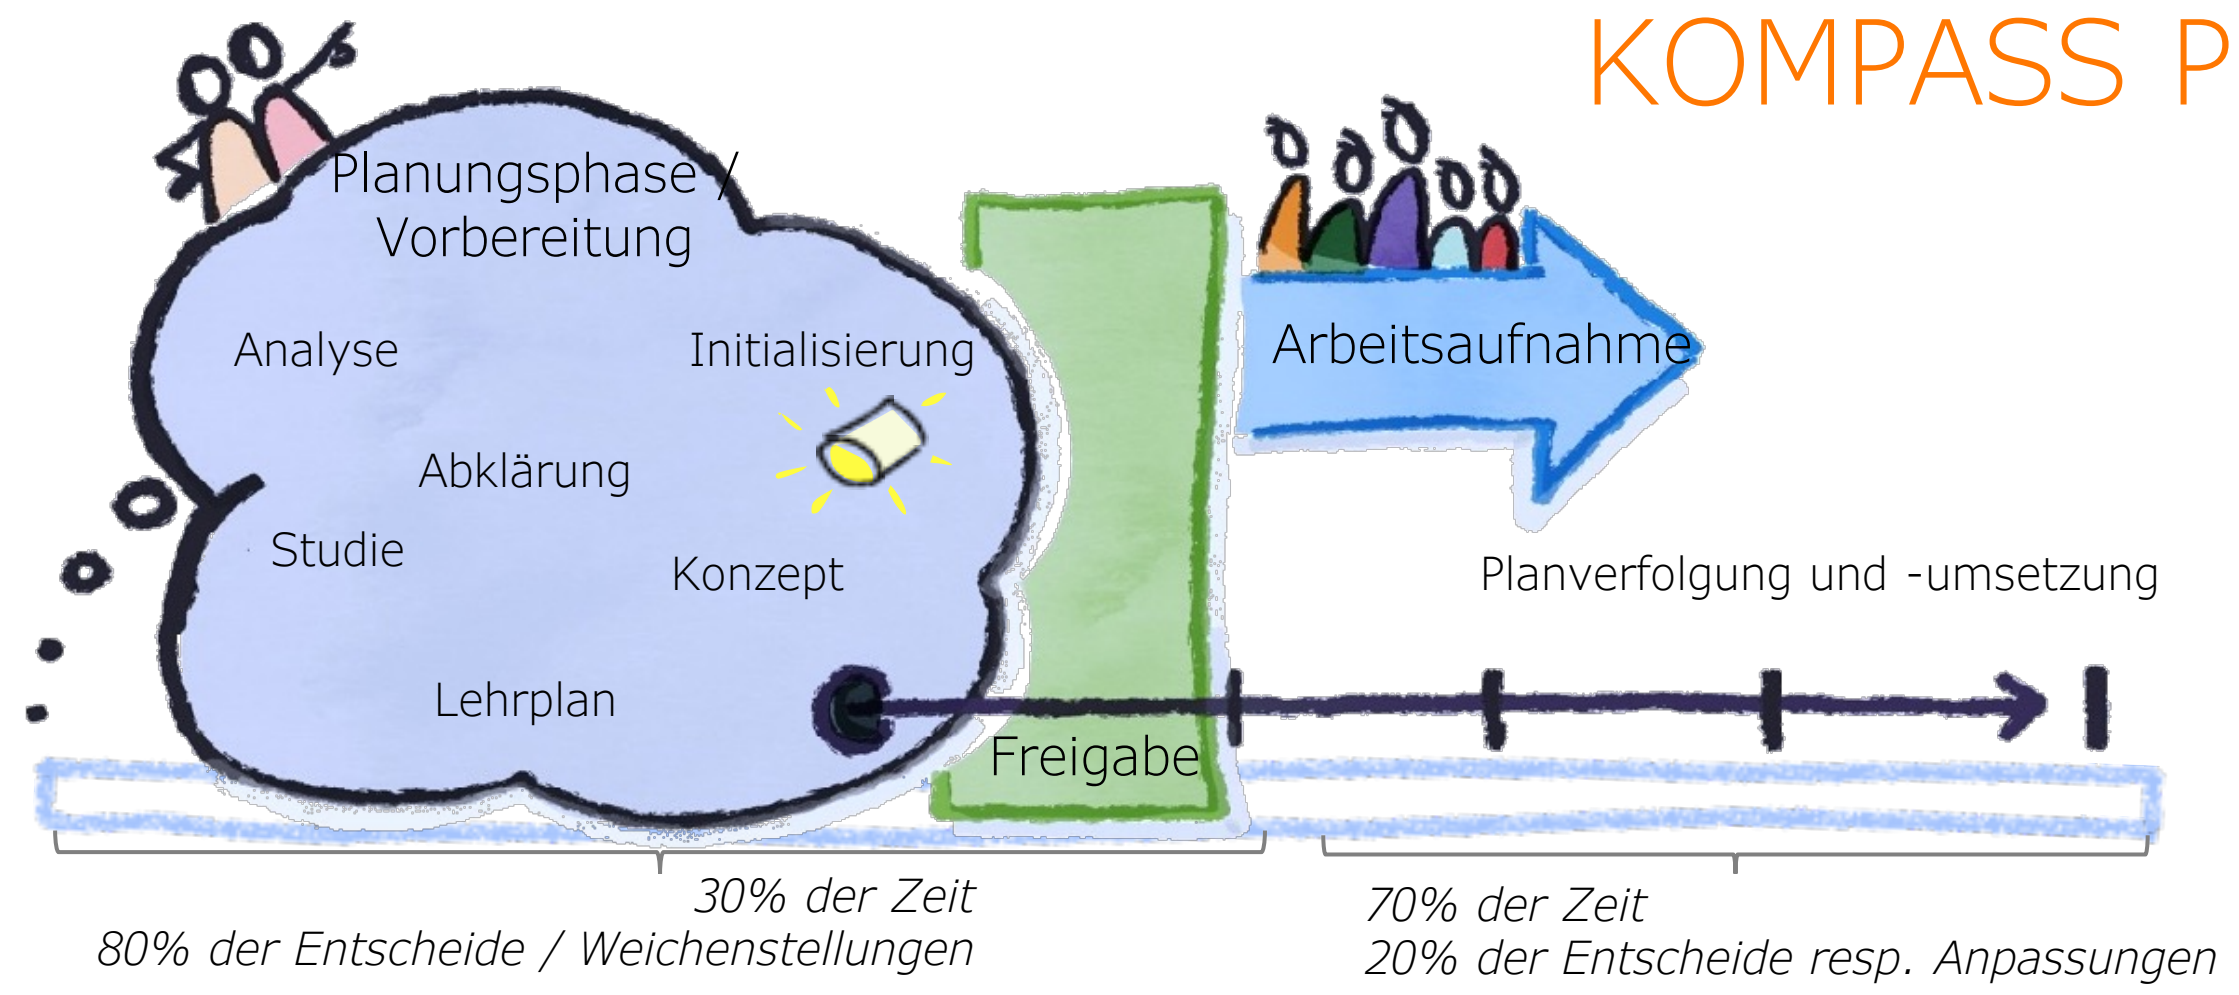 KOMPASS P
Planungsphase /
Vorbereitung
Analyse
Initialisierung
Arbeitsaufnahme
Abklärung
Studie
Konzept
Planverfolgung und -umsetzung
Lehrplan
Freigabe
30% der Zeit
80% der Entscheide / Weichenstellungen
70% der Zeit
20% der Entscheide resp. Anpassungen